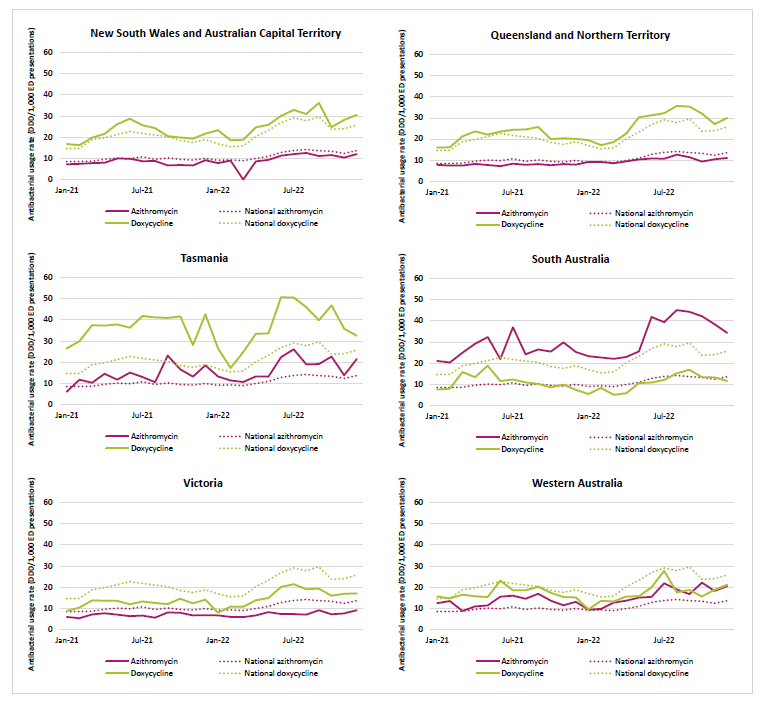 New South Wales and Australian Capital Territory
Antibacterial usage rate (DDD/1,000 ED presentations)
60
50
40
30
20
10
0
Jan-21 Jul-21 Jan-22 Jul-22
Azithromycin National azithromycin
Doxycycline National doxycycline
Queensland and Northern Territory
Antibacterial usage rate (DDD/1,000 ED presentations)
60
50
40
30
20
10
0
Jan-21 Jul-21 Jan-22 Jul-22
Azithromycin National azithromycin
Doxycycline National doxycycline
Tasmania
Antibacterial usage rate (DDD/1,000 ED presentations)
60
50
40
30
20
10
0
Jan-21 Jul-21 Jan-22 Jul-22
Azithromycin National azithromycin
Doxycycline National doxycycline
South Australia
Antibacterial usage rate (DDD/1,000 ED presentations)
60
50
40
30
20
10
0
Jan-21 Jul-21 Jan-22 Jul-22
Azithromycin National azithromycin
Doxycycline National doxycycline
Victoria
Antibacterial usage rate (DDD/1,000 ED presentations)
60
50
40
30
20
10
0
Jan-21 Jul-21 Jan-22 Jul-22
Azithromycin National azithromycin
Doxycycline National doxycycline
Western Australia
Antibacterial usage rate (DDD/1,000 ED presentations)
60
50
40
30
20
10
0
Jan-21 Jul-21 Jan-22 Jul-22
Azithromycin National azithromycin
Doxycycline National doxycycline